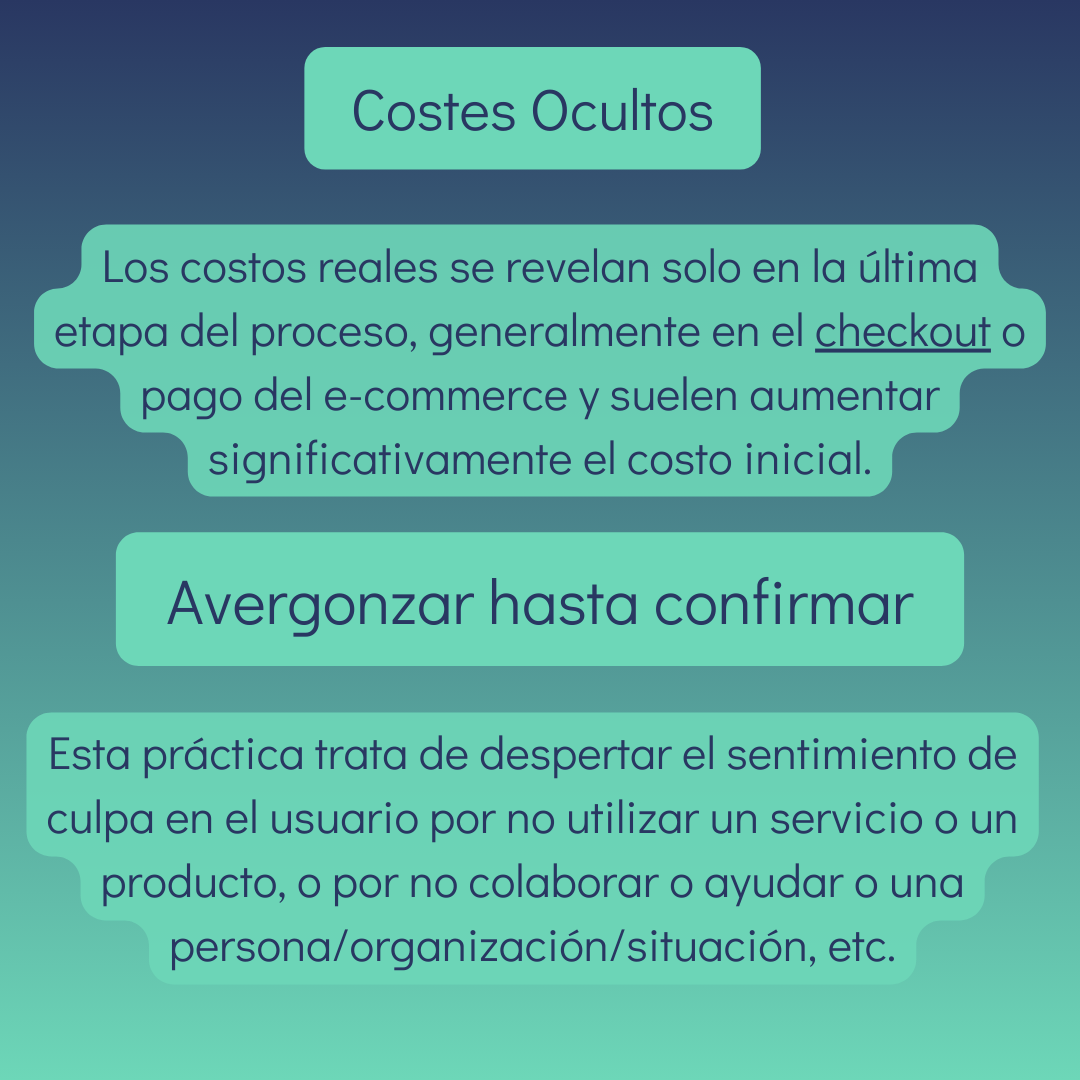 Costes Ocultos
Los costos reales se revelan solo en la última
etapa del proceso, generalmente en el checkout o
pago del e-commerce y suelen aumentar
significativamente el costo inicial.
Avergonzar hasta confirmar
Esta práctica trata de despertar el sentimiento de
culpa en el usuario por no utilizar un servicio o un
producto, o por no colaborar o ayudar o una
persona/organización/situación, etc.